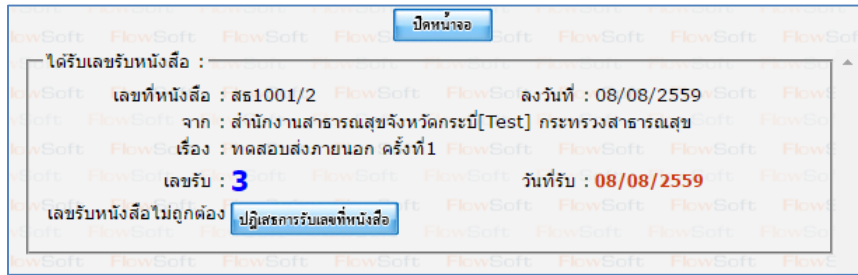 ปิดหน้าจอ
ได้รับเลขรับหนังสือ :
เลขที่หนังสือ : สธ1001/2 ลงวันที่ : 08/08/2559
จาก : สำนักงานสาธารณสุขจังหวัดกระบี่[Test] กระทรวงสาธารณสุข
เรื่อง : ทดสอบส่งภายนอก ครั้งที่1
เลขรับ : 3 วันที่รับ : 08/08/2559
เลขรับหนังสือไม่ถูกต้อง ปฏิเสธการรับเลขที่หนังสือ